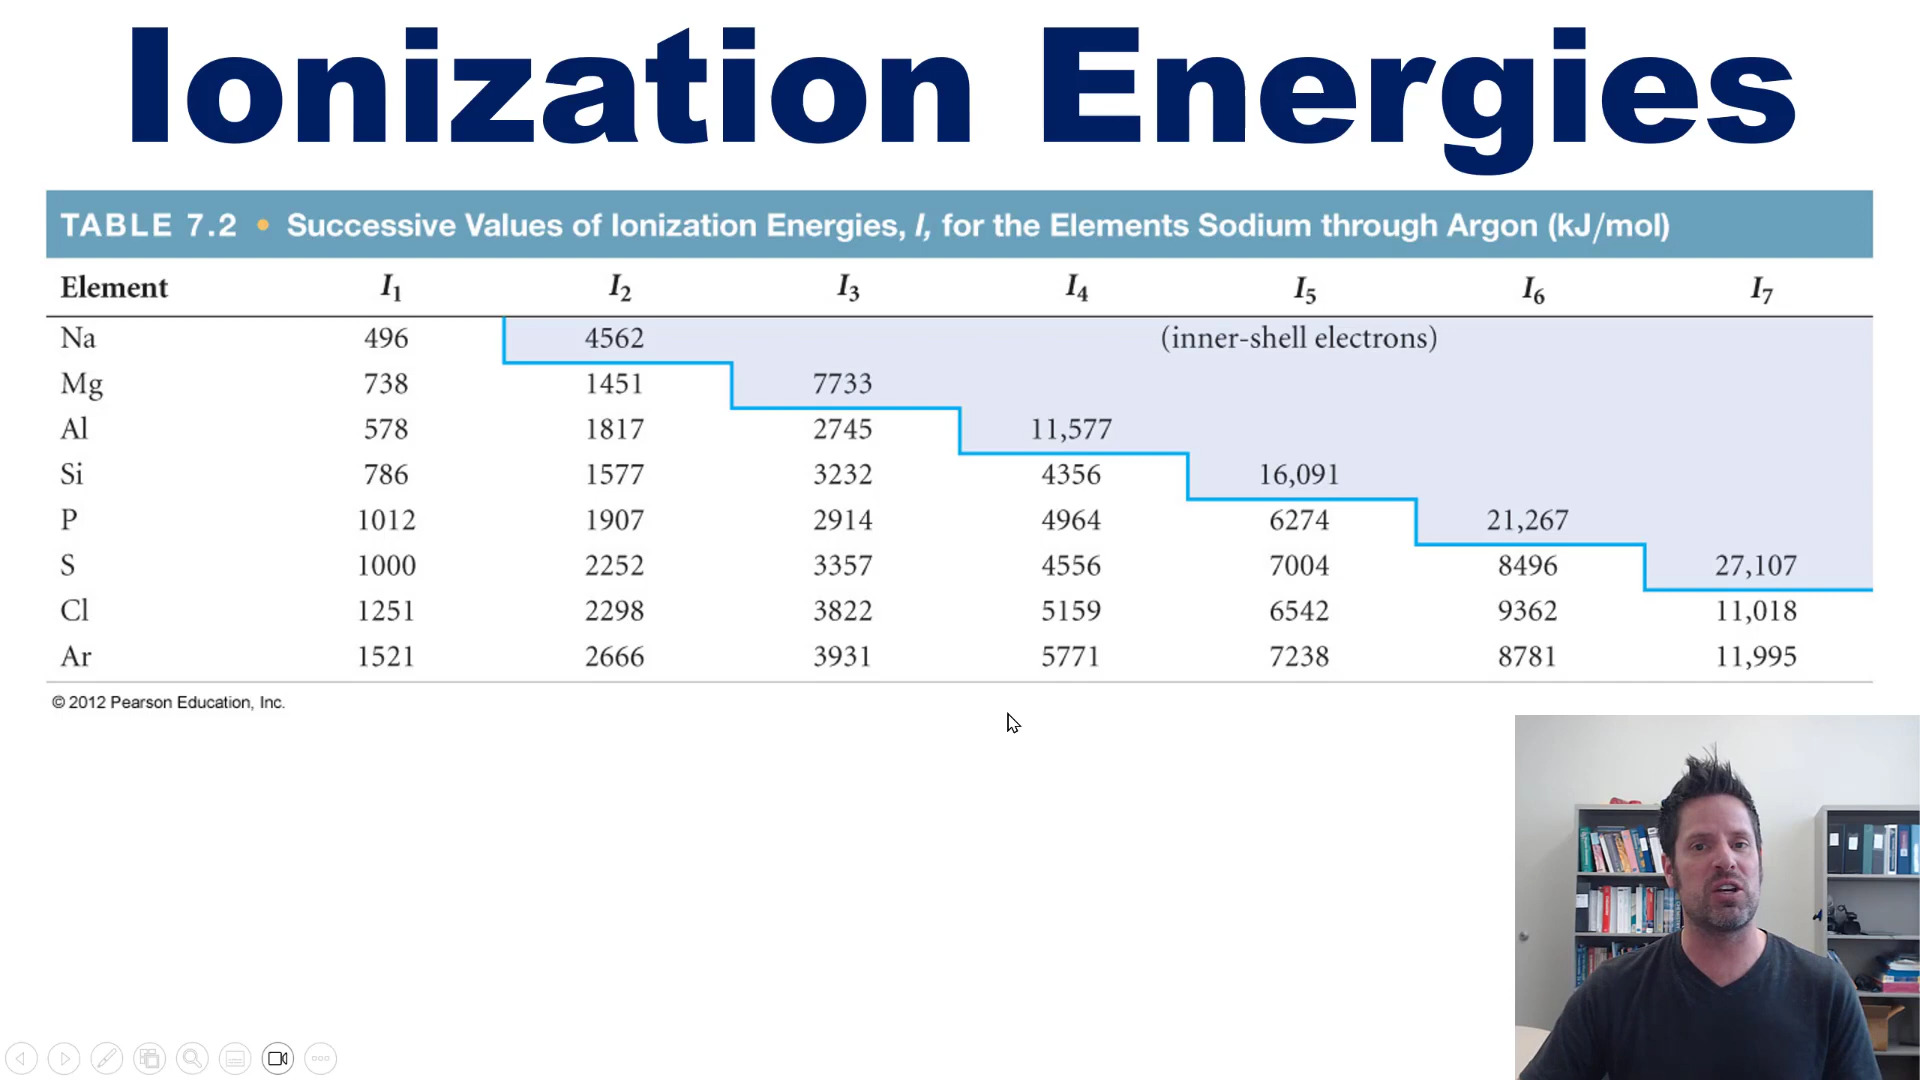 Ionization Energies
TABLE 7.2 • Successive Values of Ionization Energies, I, for the Elements Sodium through Argon (kJ/mol)
Element I₁ I₂ I₃ I₄ I₅ I₆ I₇
Na 496 4562 (inner-shell electrons)
Mg 738 1451 7733
Al 578 1817 2745 11,577
Si 786 1577 3232 4356 16,091
P 1012 1907 2914 4964 6274 21,267
S 1000 2252 3357 4556 7004 8496 27,107
Cl 1251 2298 3822 5159 6542 9362 11,018
Ar 1521 2666 3931 5771 7238 8781 11,995
© 2012 Pearson Education, Inc.